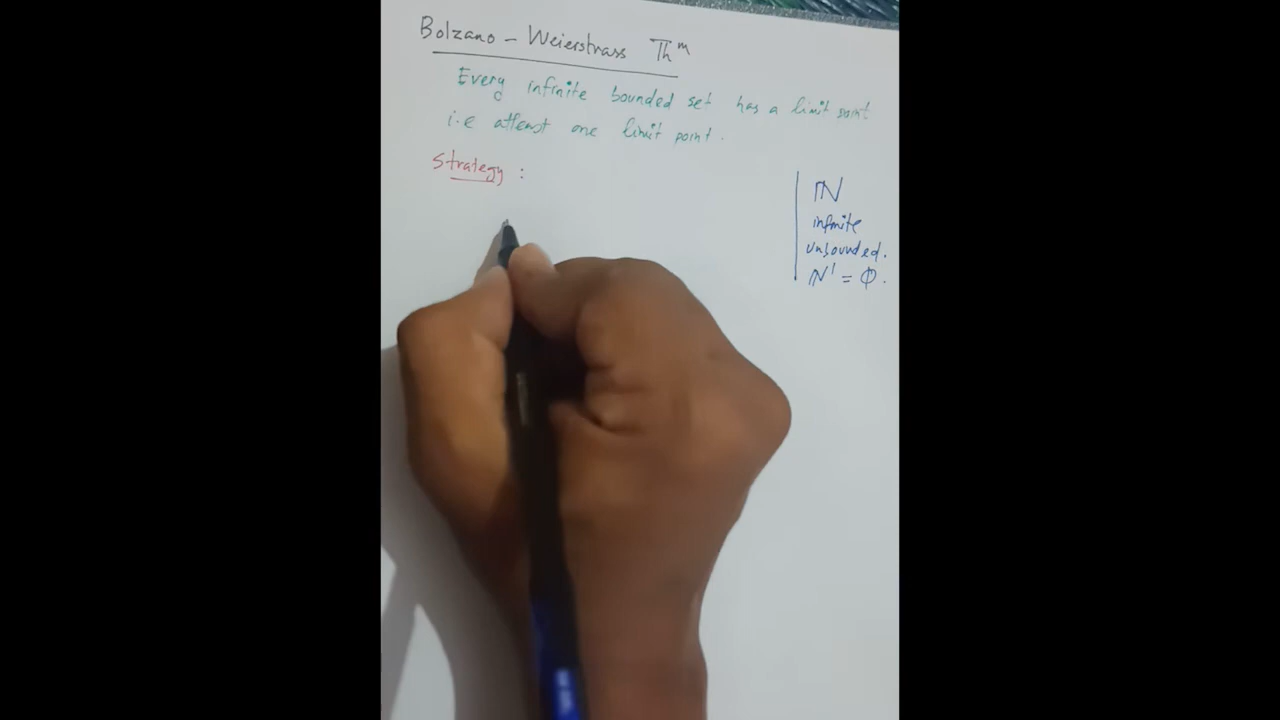 Bolzano - Weierstrass Thm
Every infinite bounded set has a limit point
i.e atleast one limit point.
Strategy :
ℕ
infinite
unbounded.
ℕ' = Φ.